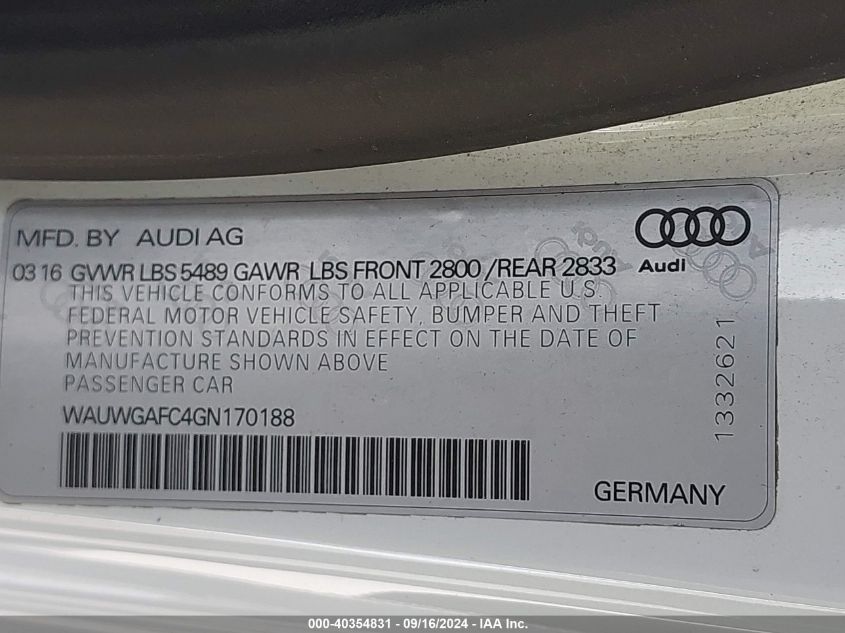 MFD. BY AUDI AG
03 16 GVWR LBS 5489 GAWR LBS FRONT 2800 /REAR 2833
Audi
THIS VEHICLE CONFORMS TO ALL APPLICABLE U.S.
FEDERAL MOTOR VEHICLE SAFETY, BUMPER AND THEFT
PREVENTION STANDARDS IN EFFECT ON THE DATE OF
MANUFACTURE SHOWN ABOVE
PASSENGER CAR
WAUWGAFC4GN170188
GERMANY
1332621
000-40354831 - 09/16/2024 - IAA Inc.